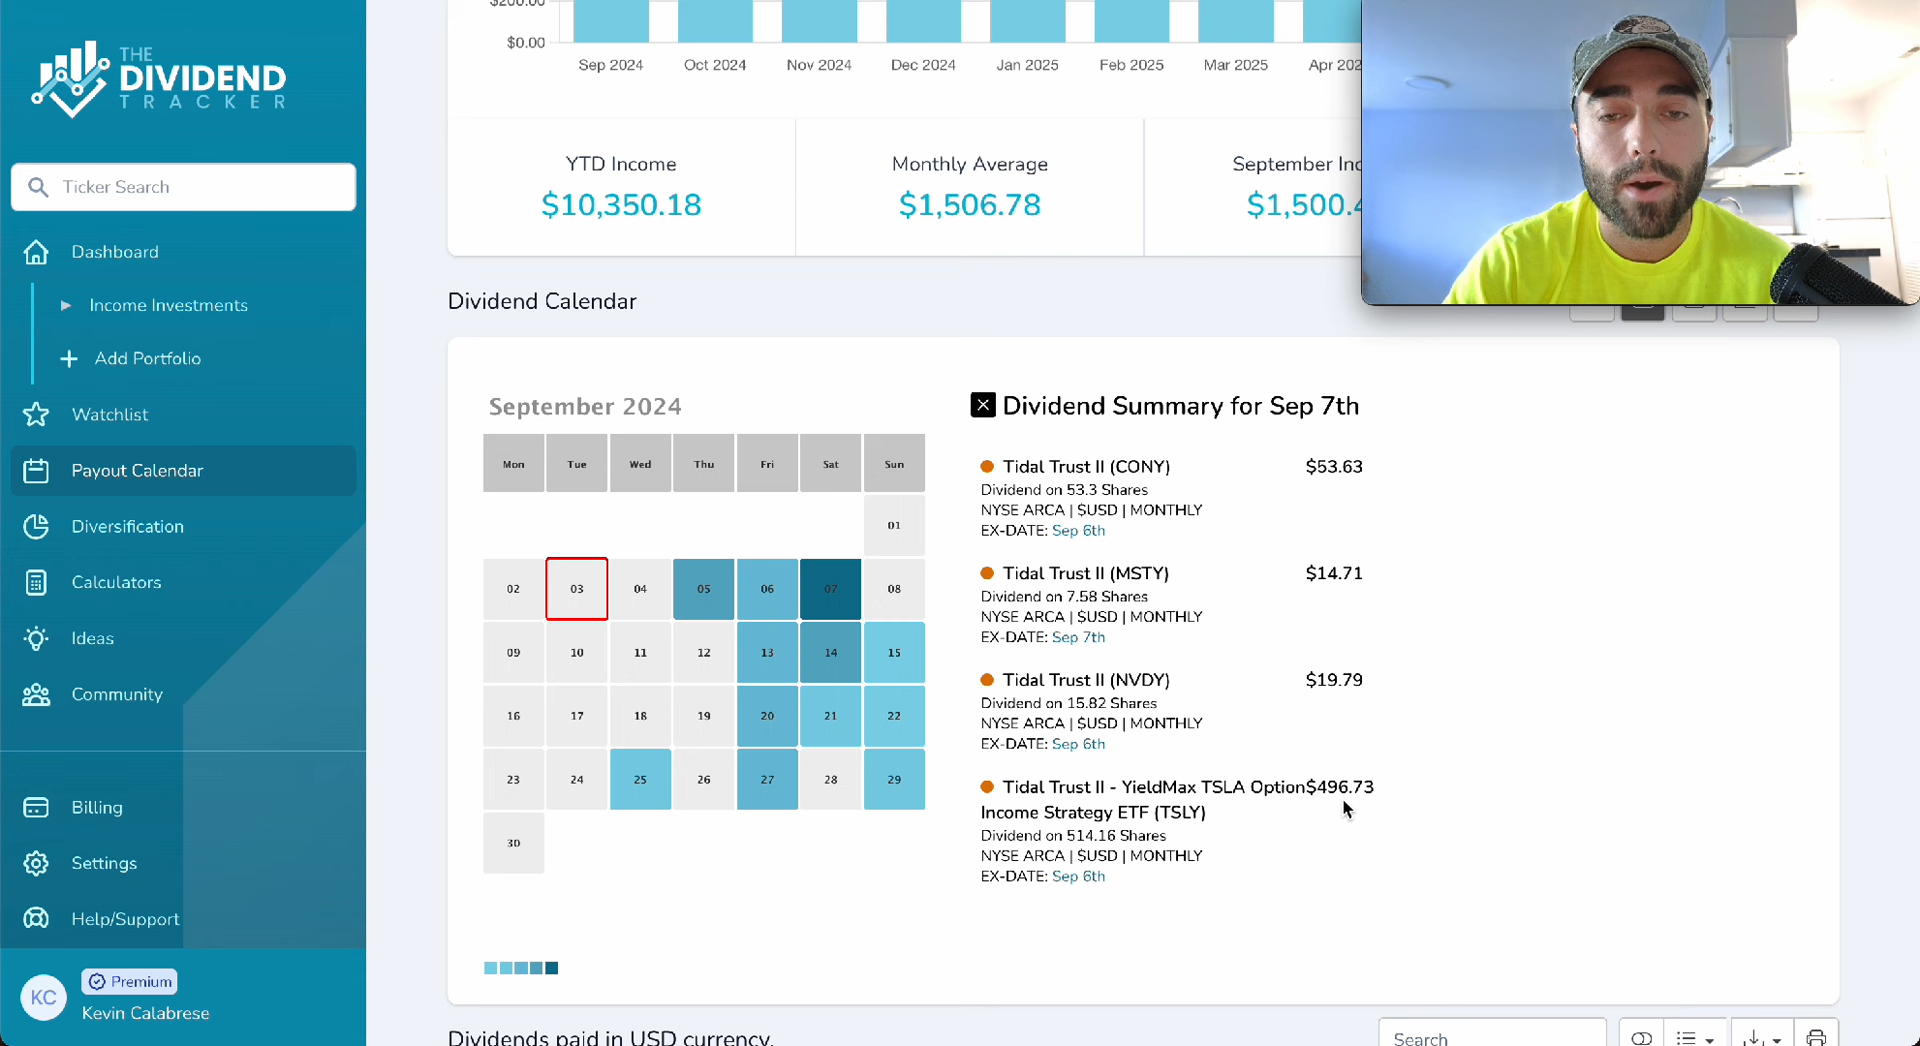 THE
DIVIDEND
TRACKER
Ticker Search
Dashboard
Income Investments
Add Portfolio
Watchlist
Payout Calendar
Diversification
Calculators
Ideas
Community
Billing
Settings
Help/Support
KC
Premium
Kevin Calabrese
$200.00
$0.00
Sep 2024 Oct 2024 Nov 2024 Dec 2024 Jan 2025 Feb 2025 Mar 2025 Apr 202
YTD Income
$10,350.18
Monthly Average
$1,506.78
September Inc
$1,500.4
Dividend Calendar
September 2024
Mon Tue Wed Thu Fri Sat Sun
01
02 03 04 05 06 07 08
09 10 11 12 13 14 15
16 17 18 19 20 21 22
23 24 25 26 27 28 29
30
Dividend Summary for Sep 7th
Tidal Trust II (CONY) $53.63
Dividend on 53.3 Shares
NYSE ARCA | $USD | MONTHLY
EX-DATE: Sep 6th
Tidal Trust II (MSTY) $14.71
Dividend on 7.58 Shares
NYSE ARCA | $USD | MONTHLY
EX-DATE: Sep 7th
Tidal Trust II (NVDY) $19.79
Dividend on 15.82 Shares
NYSE ARCA | $USD | MONTHLY
EX-DATE: Sep 6th
Tidal Trust II - YieldMax TSLA Option $496.73
Income Strategy ETF (TSLY)
Dividend on 514.16 Shares
NYSE ARCA | $USD | MONTHLY
EX-DATE: Sep 6th
Dividends paid in USD currency.
Search